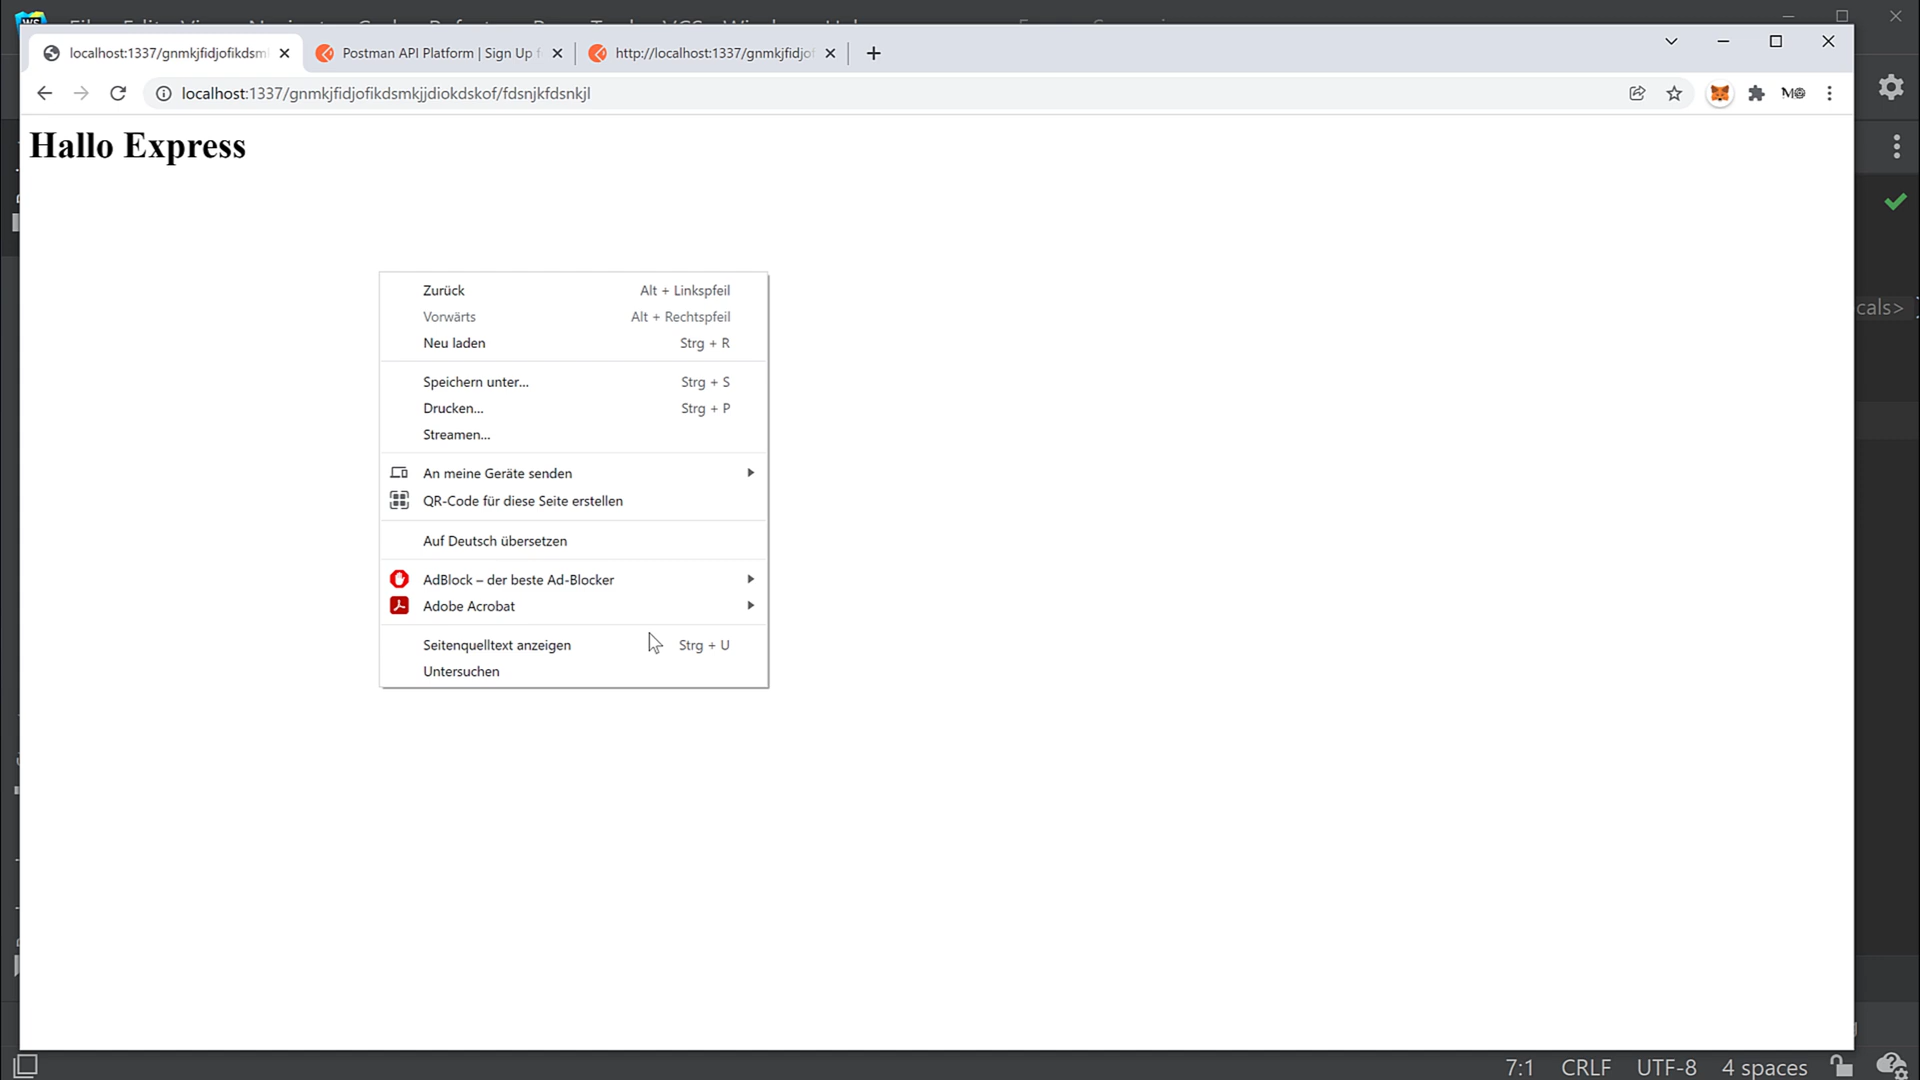 localhost:1337/gnmkjfidjofikdsm
Postman API Platform | Sign Up f
http://localhost:1337/gnmkjfidjo
localhost:1337/gnmkjfidjofikdsmkjjdiokdskof/fdsnjkfdsnkjl
Hallo Express
Zurück Alt + Linkspfeil
Vorwärts Alt + Rechtspfeil
Neu laden Strg + R
Speichern unter... Strg + S
Drucken... Strg + P
Streamen...
An meine Geräte senden
QR-Code für diese Seite erstellen
Auf Deutsch übersetzen
AdBlock – der beste Ad-Blocker
Adobe Acrobat
Seitenquelltext anzeigen Strg + U
Untersuchen
cals>
7:1 CRLF UTF-8 4 spaces